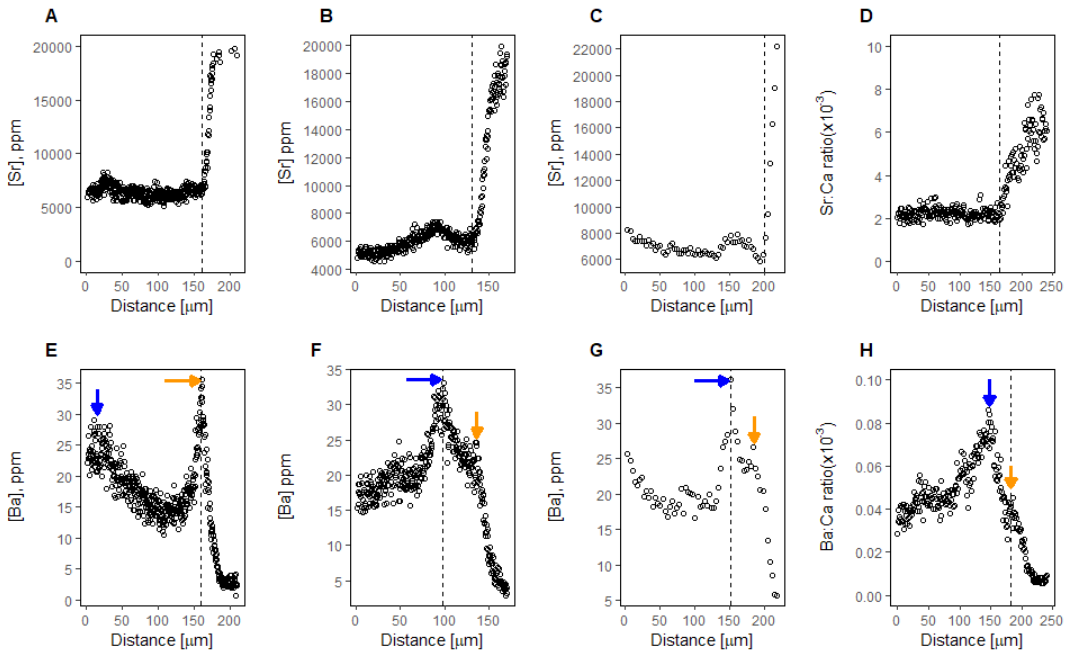 A
B
C
D
[Sr], ppm
20000
15000
10000
5000
0
0 50 100 150 200
Distance [μm]
[Sr] ppm
20000
18000
16000
14000
12000
10000
8000
6000
4000
0 50 100 150
Distance [μm]
[Sr], ppm
22000
20000
18000
16000
14000
12000
10000
8000
6000
0 50 100 150 200
Distance [μm]
Sr:Ca ratio(x10⁻³)
10
8
6
4
2
0
0 50 100 150 200 250
Distance [μm]
E
F
G
H
[Ba], ppm
35
30
25
20
15
10
5
0
0 50 100 150 200
Distance [μm]
[Ba] ppm
35
30
25
20
15
10
5
0 50 100 150
Distance [μm]
[Ba], ppm
35
30
25
20
15
10
5
0 50 100 150 200
Distance [μm]
Ba:Ca ratio(x10⁻³)
0.10
0.08
0.06
0.04
0.02
0.00
0 50 100 150 200 250
Distance [μm]